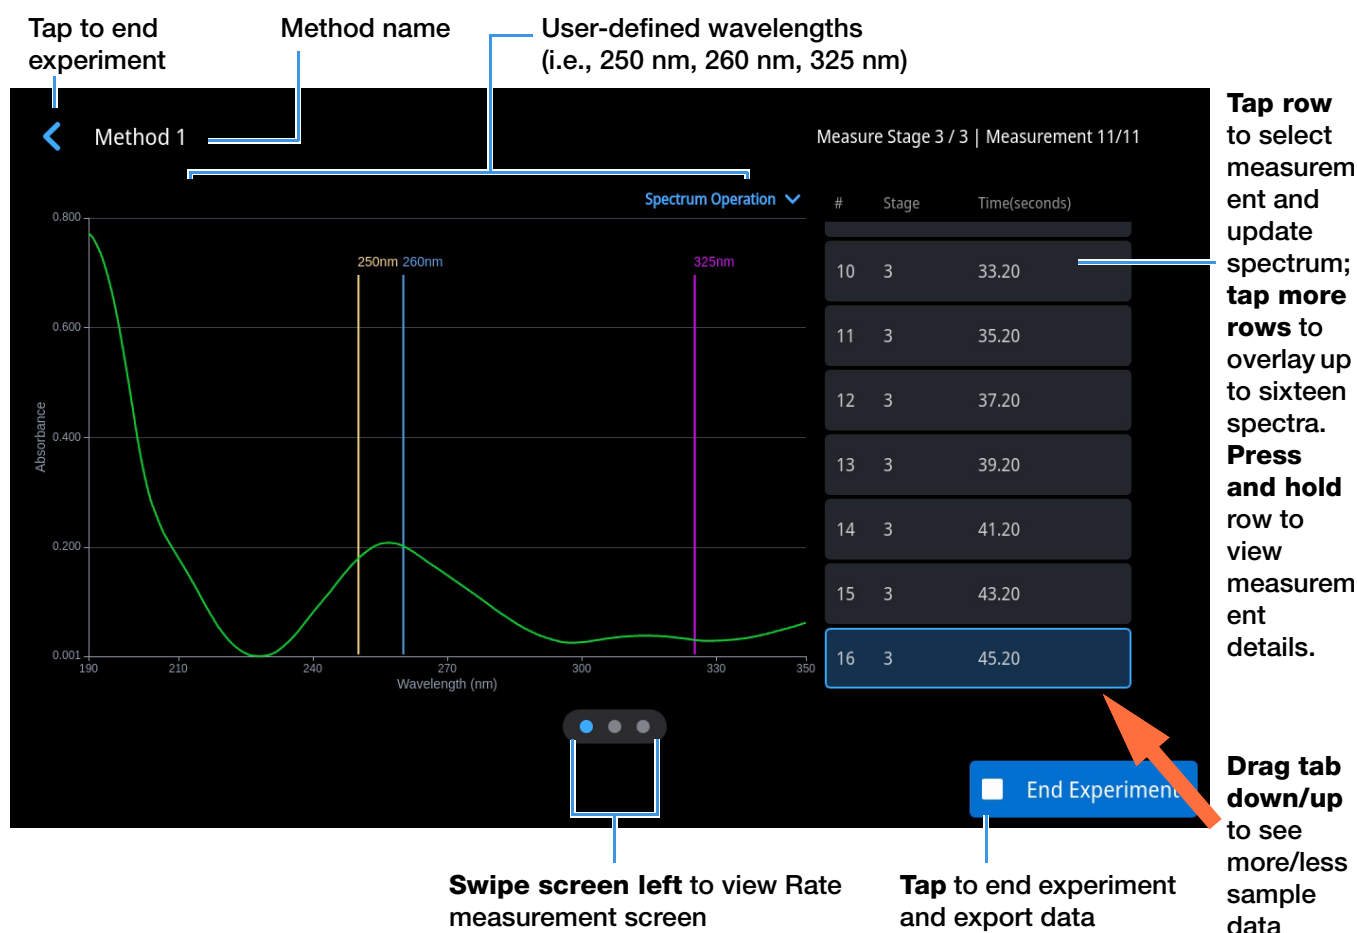 Tap to end
experiment
Method name
User-defined wavelengths
(i.e., 250 nm, 260 nm, 325 nm)
Method 1
Measure Stage 3 / 3 | Measurement 11/11
Spectrum Operation
# Stage Time(seconds)
10 3 33.20
11 3 35.20
12 3 37.20
13 3 39.20
14 3 41.20
15 3 43.20
16 3 45.20
0.800
0.600
0.400
0.200
0.001
Absorbance
250nm 260nm 325nm
190 210 240 270 300 330 350
Wavelength (nm)
End Experiment
Tap row
to select
measurem
ent and
update
spectrum;
tap more
rows to
overlay up
to sixteen
spectra.
Press
and hold
row to
view
measurem
ent
details.
Drag tab
down/up
to see
more/less
sample
data
Swipe screen left to view Rate
measurement screen
Tap to end experiment
and export data